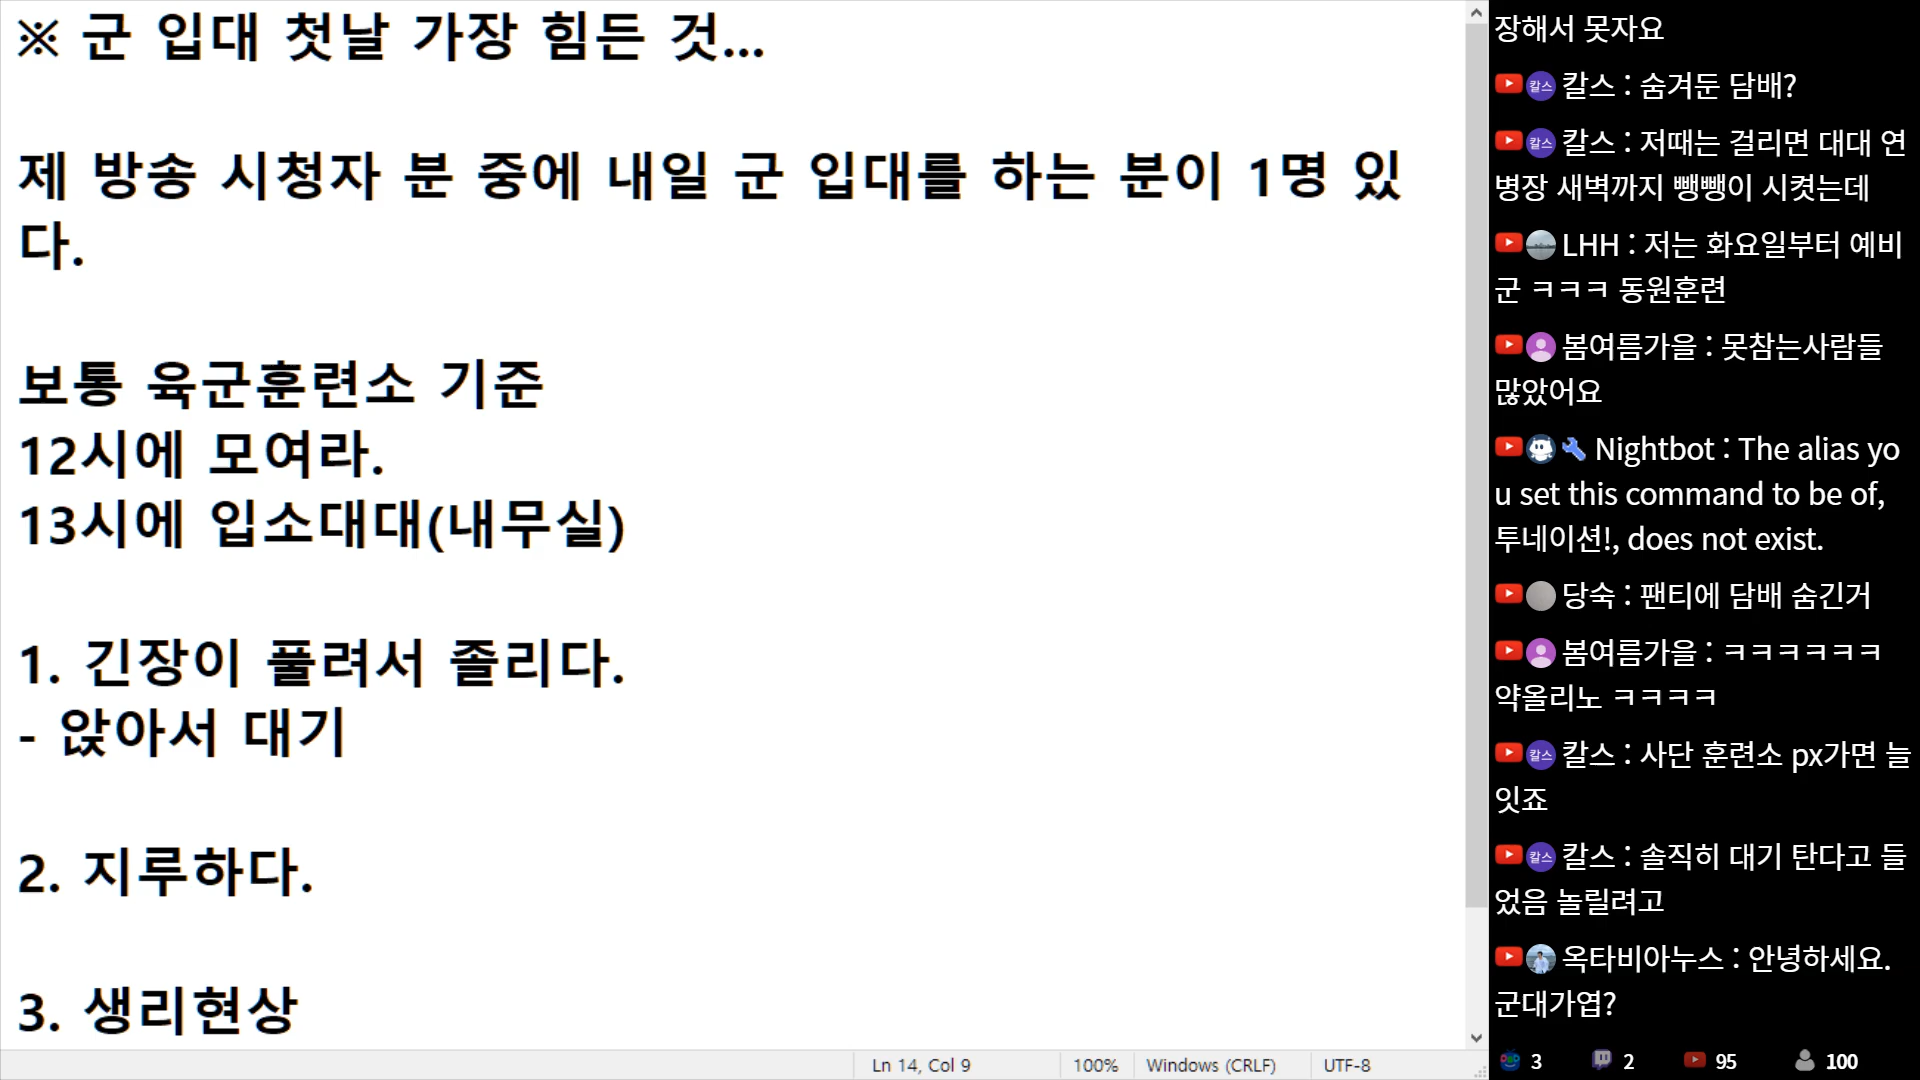 ※ 군 입대 첫날 가장 힘든 것...
제 방송 시청자 분 중에 내일 군 입대를 하는 분이 1명 있
다.
보통 육군훈련소 기준
12시에 모여라.
13시에 입소대대(내무실)
1. 긴장이 풀려서 졸리다.
- 앉아서 대기
2. 지루하다.
3. 생리현상
Ln 14, Col 9
100%
Windows (CRLF)
UTF-8
장해서 못자요
칼스 칼스 : 숨겨둔 담배?
칼스 칼스 : 저때는 걸리면 대대 연
병장 새벽까지 뺑뺑이 시켯는데
LHH : 저는 화요일부터 예비
군 ㅋㅋㅋ 동원훈련
봄여름가을 : 못참는사람들
많았어요
Nightbot : The alias yo
u set this command to be of,
투네이션!, does not exist.
당숙 : 팬티에 담배 숨긴거
봄여름가을 : ㅋㅋㅋㅋㅋㅋ
약올리노 ㅋㅋㅋㅋ
칼스 칼스 : 사단 훈련소 px가면 늘
잇죠
칼스 칼스 : 솔직히 대기 탄다고 들
었음 놀릴려고
옥타비아누스 : 안녕하세요.
군대가엽?
3
2
95
100